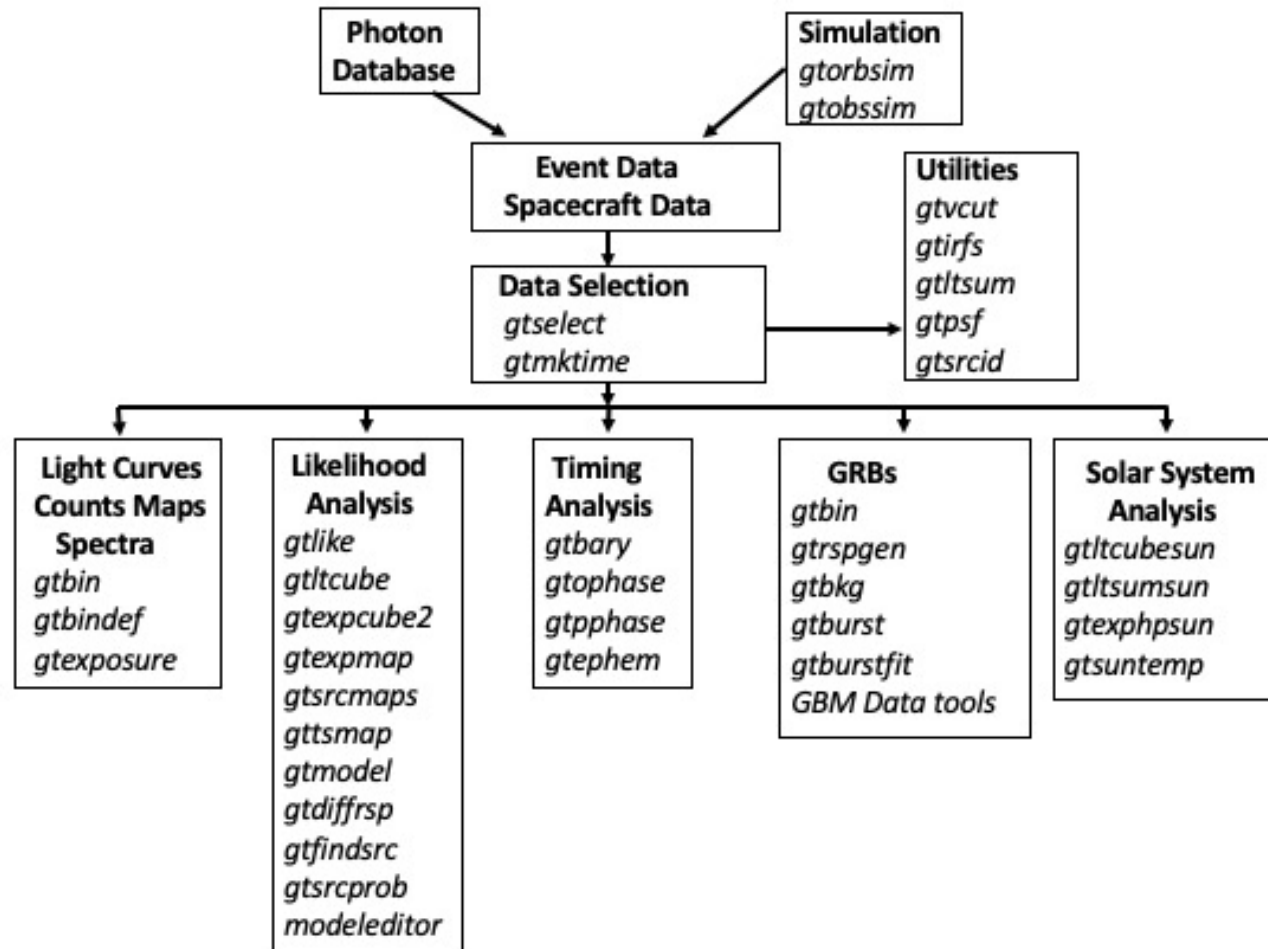 Photon
Database
Simulation
gtorbsim
gtobssim
Event Data
Spacecraft Data
Utilities
gtvcut
gtirfs
gtltsum
gtpsf
gtsrcid
Data Selection
gtselect
gtmktime
Light Curves
Counts Maps
Spectra
gtbin
gtbindef
gtexposure
Likelihood
Analysis
gtlike
gtltcube
gtexpcube2
gtexpmap
gtsrcmaps
gttsmap
gtmodel
gtdiffrsp
gtfindsrc
gtsrcprob
modeleditor
Timing
Analysis
gtbary
gtophase
gtpphase
gtephem
GRBs
gtbin
gtrspgen
gtbkg
gtburst
gtburstfit
GBM Data tools
Solar System
Analysis
gtltcubesun
gtltsumsun
gtexphpsun
gtsuntemp